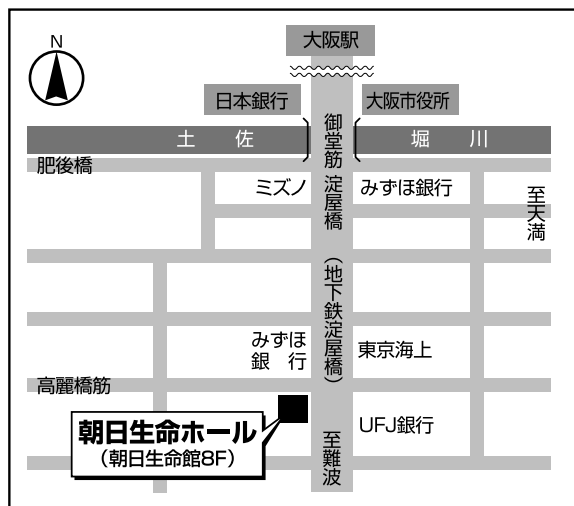 N
大阪駅
日本銀行
大阪市役所
土佐堀川
御堂筋
肥後橋
ミズノ
淀屋橋
みずほ銀行
至天満
（地下鉄淀屋橋）
みずほ
銀行
東京海上
高麗橋筋
朝日生命ホール
（朝日生命館8F）
UFJ銀行
至難波